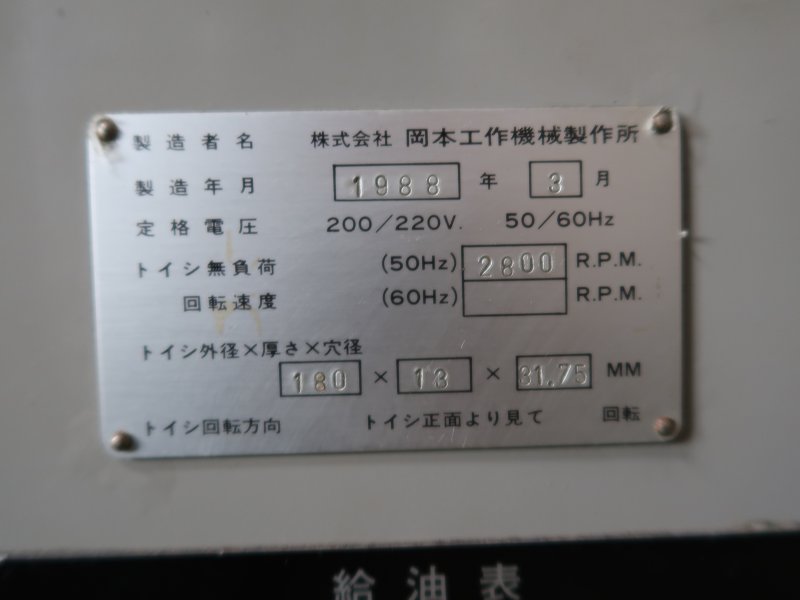 製造者名 株式会社 岡本工作機械製作所
製造年月 1988 年 3 月
定格電圧 200/220V. 50/60Hz
トイシ無負荷 (50Hz) 2800 R.P.M.
回転速度 (60Hz) R.P.M.
トイシ外径×厚さ×穴径
180 × 13 × 31.75 MM
トイシ回転方向 トイシ正面より見て 回転
給油表